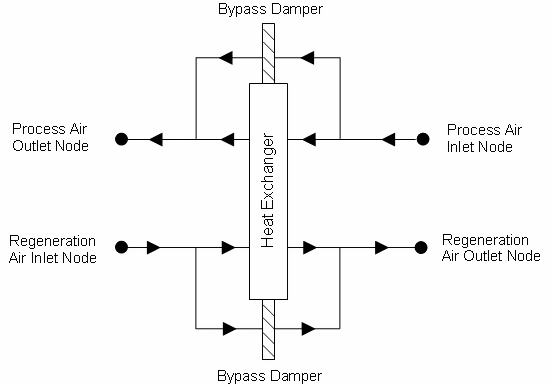 Bypass Damper
Process Air
Outlet Node
Process Air
Inlet Node
Heat Exchanger
Regeneration
Air Inlet Node
Regeneration
Air Outlet Node
Bypass Damper